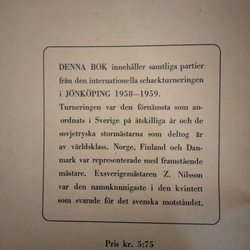 DENNA BOK innehåller samtliga partier
från den internationella schackturneringen
i JÖNKÖPING 1958—1959.
Turneringen var den förnämsta som an-
ordnats i Sverige på åtskilliga år och de
sovjetryska stormästarna som deltog är
av världsklass. Norge, Finland och Dan-
mark var representerade med framstående
mästare. Exsverigemästaren Z. Nilsson
var den namnkunnigaste i den kvintett
som svarade för det svenska motståndet.
Pris kr. 5:75